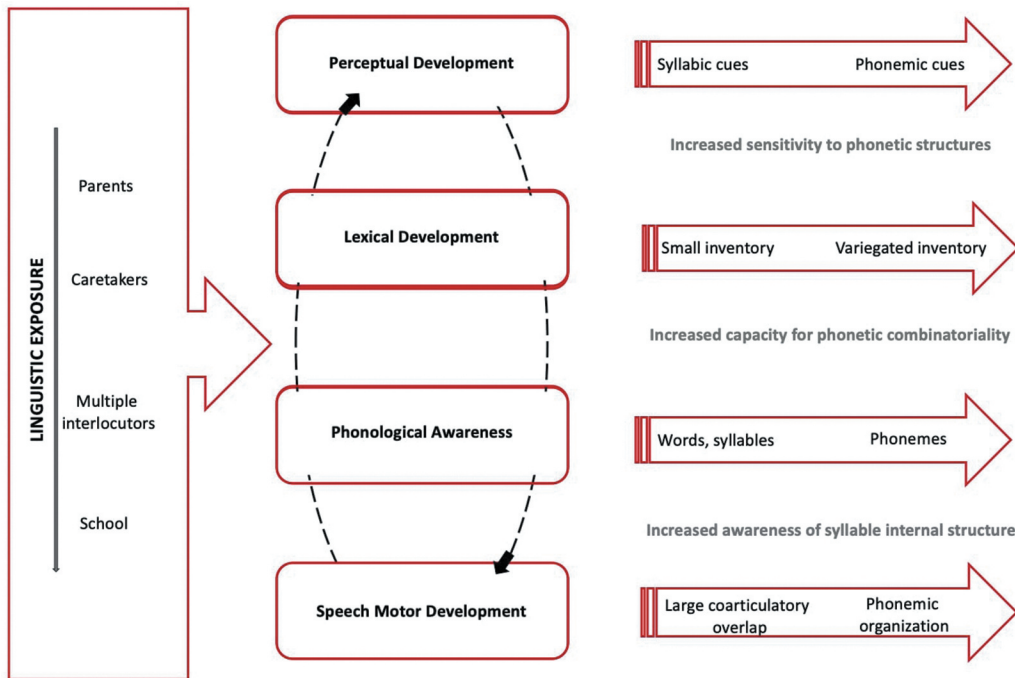 LINGUISTIC EXPOSURE
Parents
Caretakers
Multiple
interlocutors
School
Perceptual Development
Lexical Development
Phonological Awareness
Speech Motor Development
Syllabic cues Phonemic cues
Increased sensitivity to phonetic structures
Small inventory Variegated inventory
Increased capacity for phonetic combinatoriality
Words, syllables Phonemes
Increased awareness of syllable internal structure
Large coarticulatory
overlap
Phonemic
organization